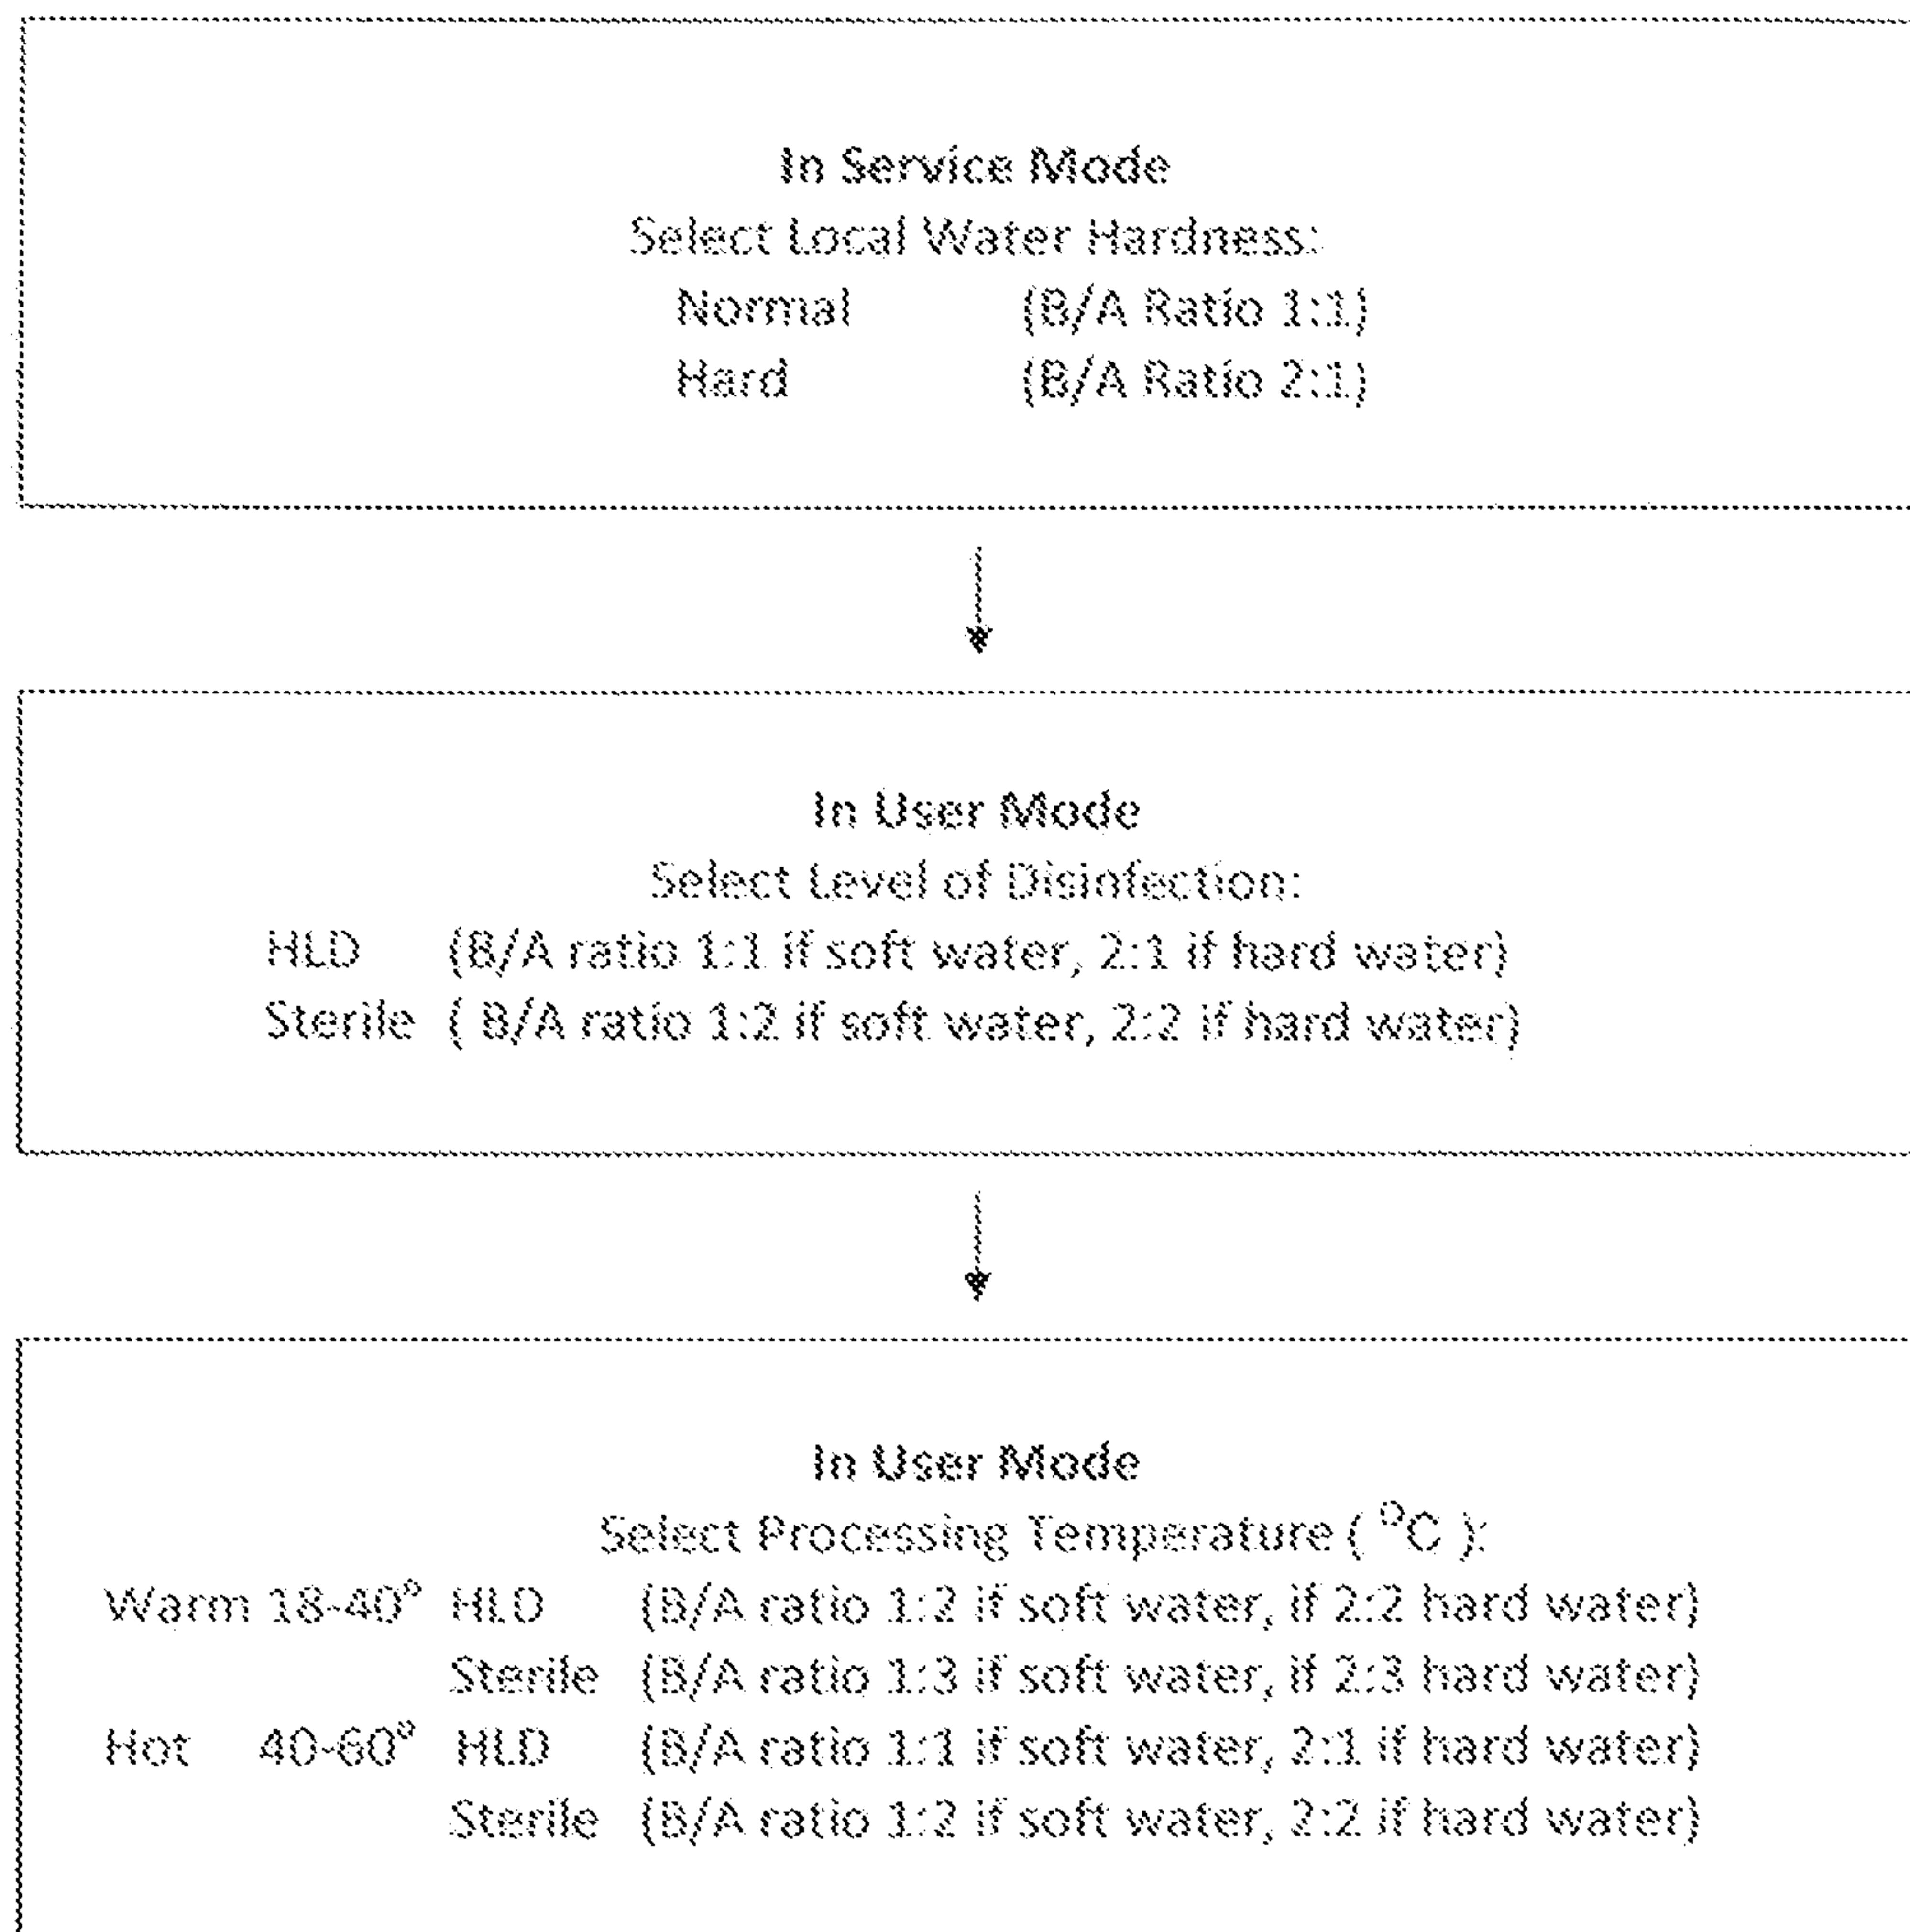 In Service Mode
Select Local Water Hardness:
Normal (B/A Ratio 1:1)
Hard (B/A Ratio 2:1)
In User Mode
Select Level of Disinfection:
HLD (B/A ratio 1:1 if soft water, 2:1 if hard water)
Sterile ( B/A ratio 1:2 if soft water, 2:2 if hard water)
In User Mode
Select Processing Temperature ( °C ):
Warm 18-40° HLD (B/A ratio 1:2 if soft water, if 2:2 hard water)
Sterile (B/A ratio 1:3 if soft water, if 2:3 hard water)
Hot 40-60° HLD (B/A ratio 1:1 if soft water, 2:1 if hard water)
Sterile (B/A ratio 1:2 if soft water, 2:2 if hard water)